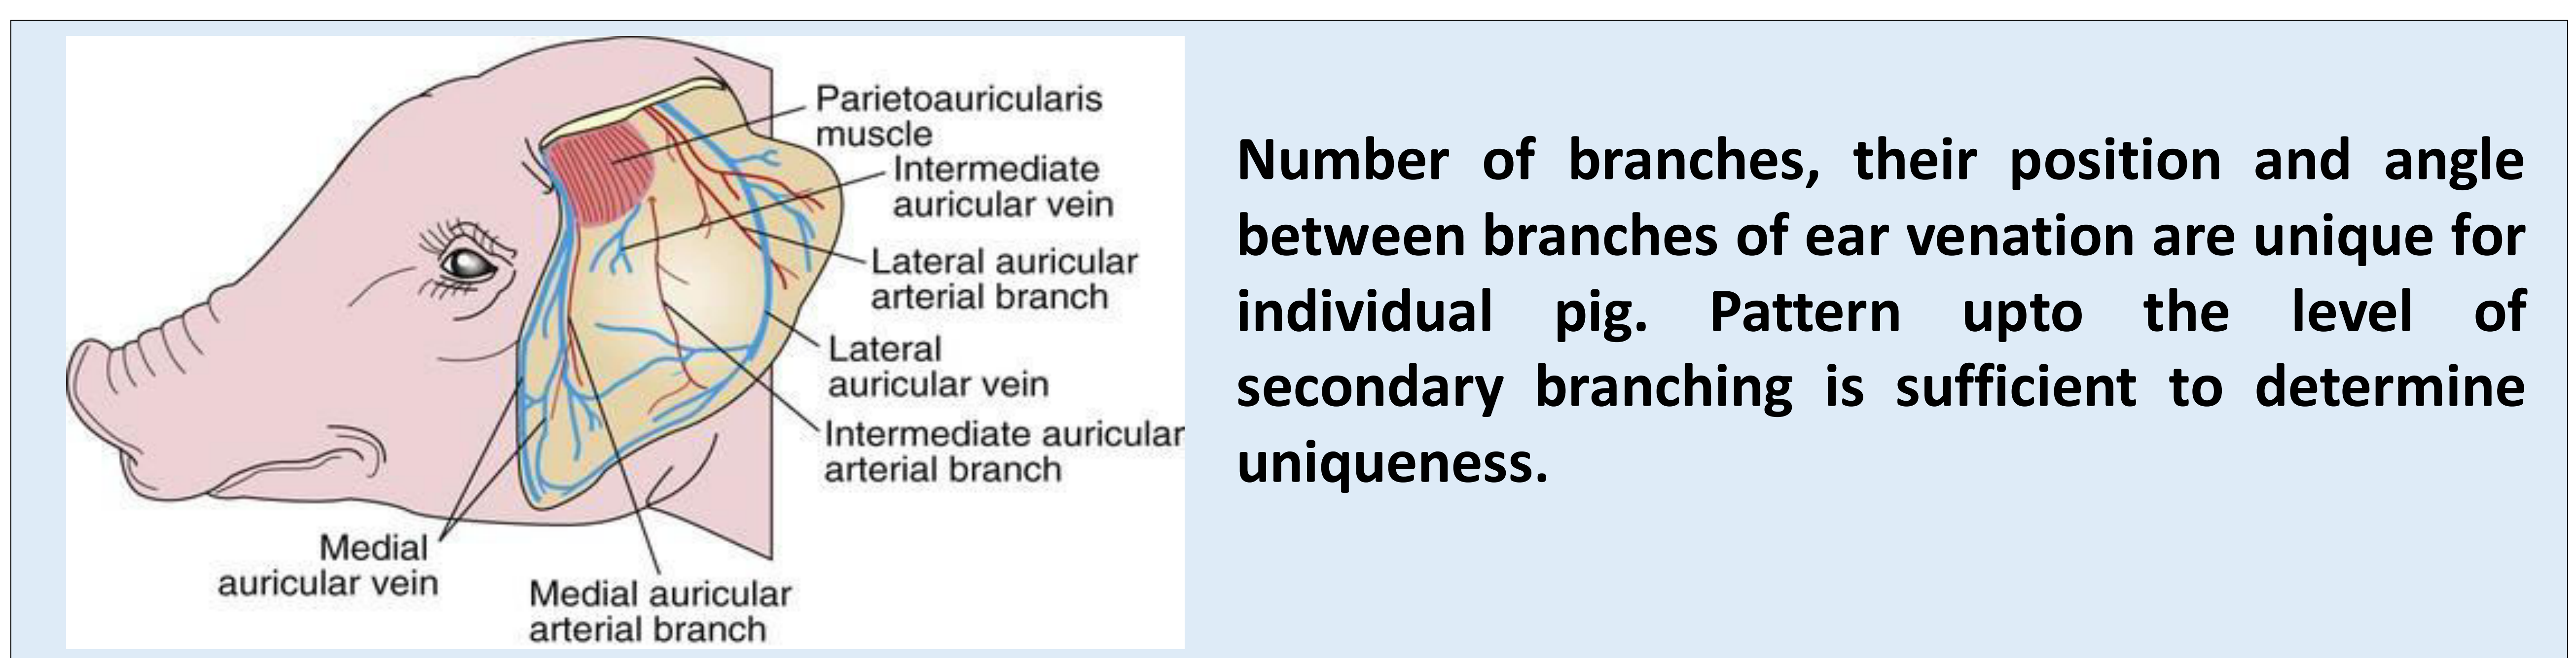 Parietoauricularis
muscle
Intermediate
auricular vein
Lateral auricular
arterial branch
Lateral
auricular vein
Intermediate auricular
arterial branch
Medial
auricular vein
Medial auricular
arterial branch
Number of branches, their position and angle
between branches of ear venation are unique for
individual pig. Pattern upto the level of
secondary branching is sufficient to determine
uniqueness.